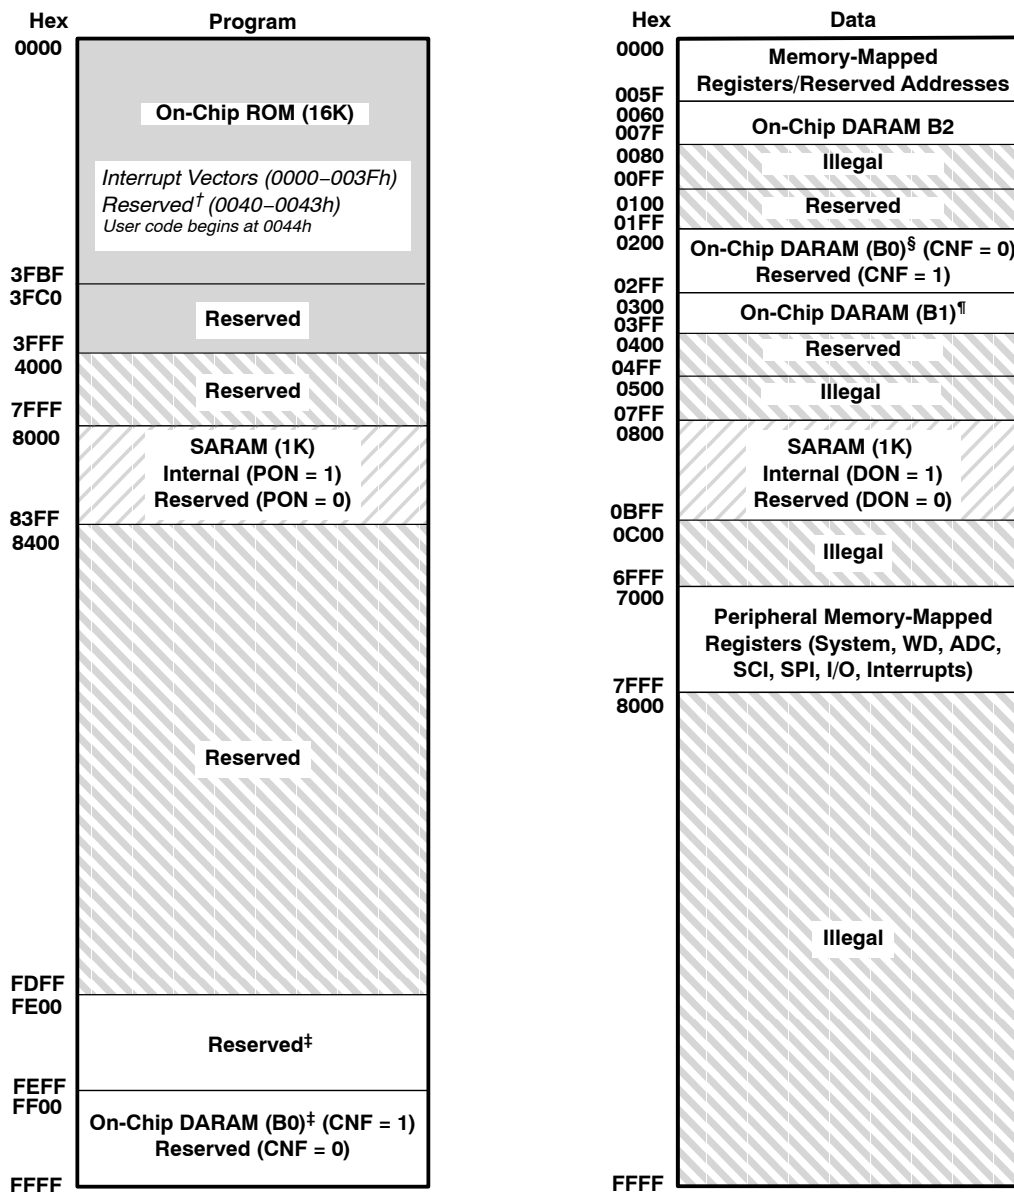 Hex
Program
0000
On-Chip ROM (16K)
Interrupt Vectors (0000–003Fh)
Reserved† (0040–0043h)
User code begins at 0044h
3FBF
3FC0
Reserved
3FFF
4000
Reserved
7FFF
8000
SARAM (1K)
Internal (PON = 1)
Reserved (PON = 0)
83FF
8400
Reserved
FDFF
FE00
Reserved‡
FEFF
FF00
On-Chip DARAM (B0)‡ (CNF = 1)
Reserved (CNF = 0)
FFFF
Hex
Data
0000
Memory-Mapped
Registers/Reserved Addresses
005F
0060
On-Chip DARAM B2
007F
0080
Illegal
00FF
0100
Reserved
01FF
0200
On-Chip DARAM (B0)§ (CNF = 0)
Reserved (CNF = 1)
02FF
0300
On-Chip DARAM (B1)¶
03FF
0400
Reserved
04FF
0500
Illegal
07FF
0800
SARAM (1K)
Internal (DON = 1)
Reserved (DON = 0)
0BFF
0C00
Illegal
6FFF
7000
Peripheral Memory-Mapped
Registers (System, WD, ADC,
SCI, SPI, I/O, Interrupts)
7FFF
8000
Illegal
FFFF